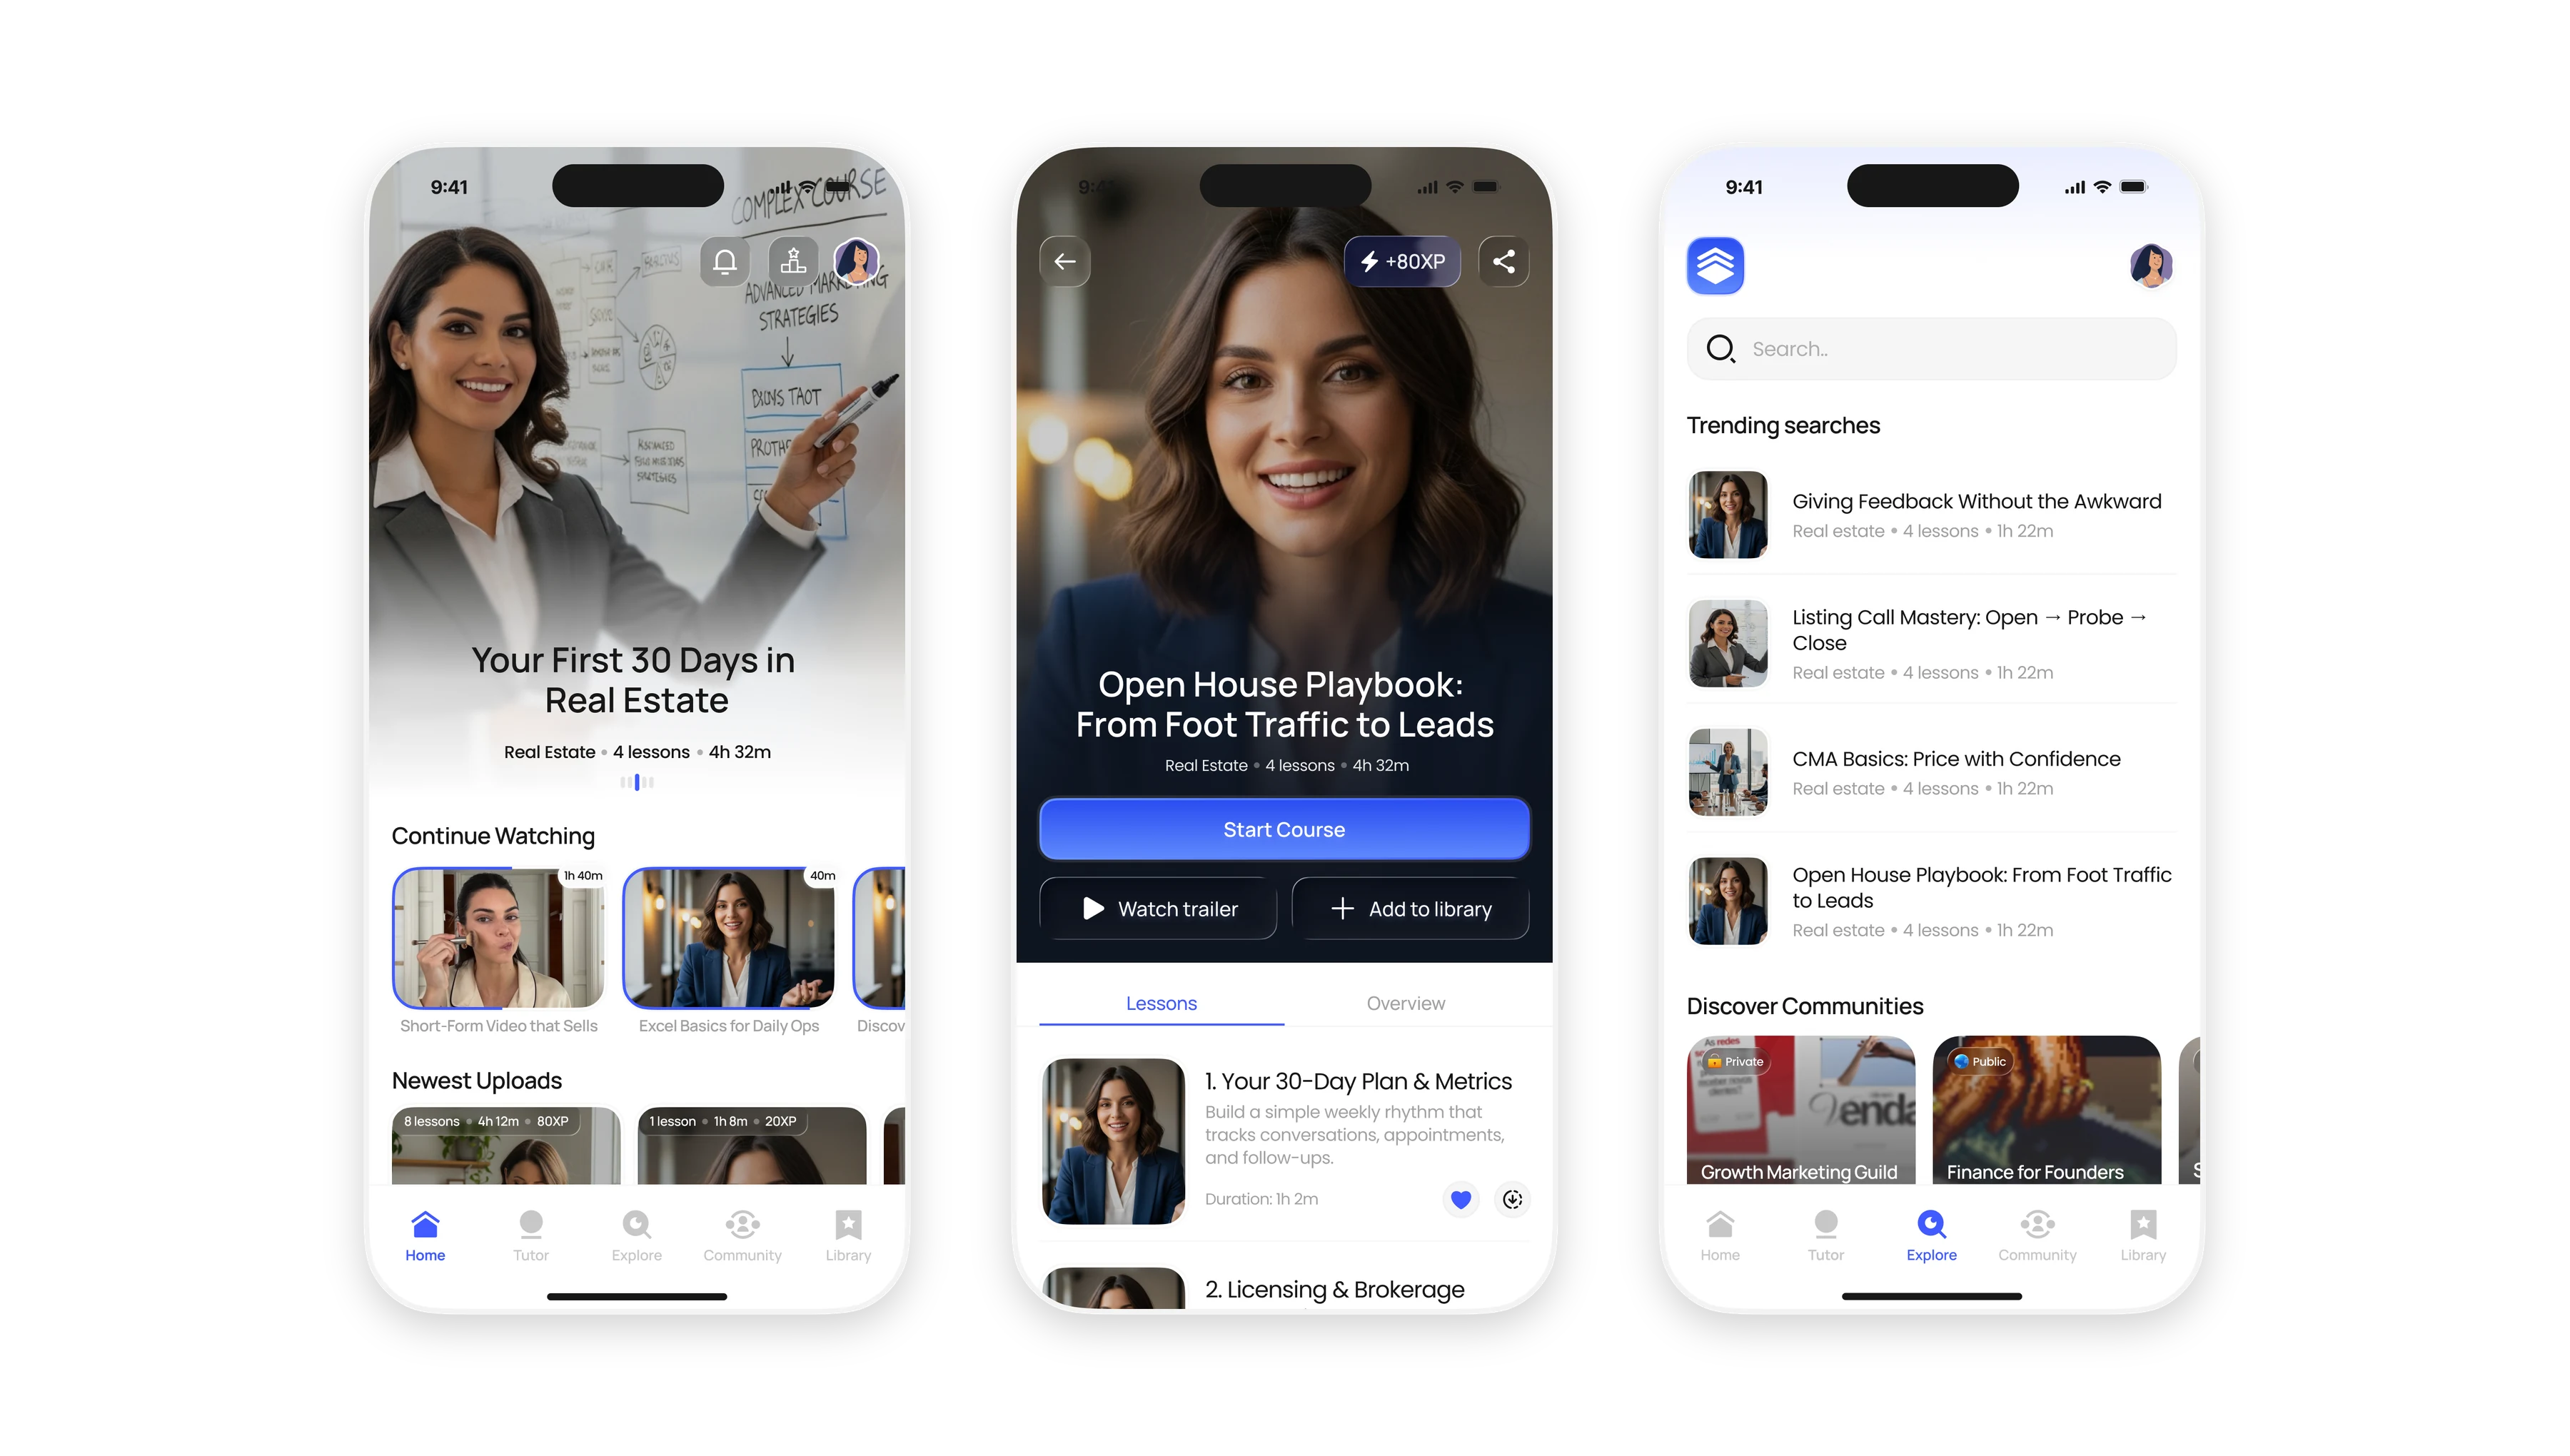 9:41
COMPLEX COURSE
ADVANCED MARKETING
STRATEGIES
PROTH
Your First 30 Days in
Real Estate
Real Estate • 4 lessons • 4h 32m
Continue Watching
1h 40m
40m
Short-Form Video that Sells
Excel Basics for Daily Ops
Discov
Newest Uploads
8 lessons • 4h 12m • 80XP
1 lesson • 1h 8m • 20XP
Home
Tutor
Explore
Community
Library
9:41
+80XP
Open House Playbook:
From Foot Traffic to Leads
Real Estate • 4 lessons • 4h 32m
Start Course
Watch trailer
Add to library
Lessons
Overview
1. Your 30-Day Plan & Metrics
Build a simple weekly rhythm that
tracks conversations, appointments,
and follow-ups.
Duration: 1h 2m
2. Licensing & Brokerage
9:41
Search..
Trending searches
Giving Feedback Without the Awkward
Real estate • 4 lessons • 1h 22m
Listing Call Mastery: Open → Probe →
Close
Real estate • 4 lessons • 1h 22m
CMA Basics: Price with Confidence
Real estate • 4 lessons • 1h 22m
Open House Playbook: From Foot Traffic
to Leads
Real estate • 4 lessons • 1h 22m
Discover Communities
As redes
🔒 Private
Venda
Growth Marketing Guild
🌎 Public
Finance for Founders
S
Home
Tutor
Explore
Community
Library